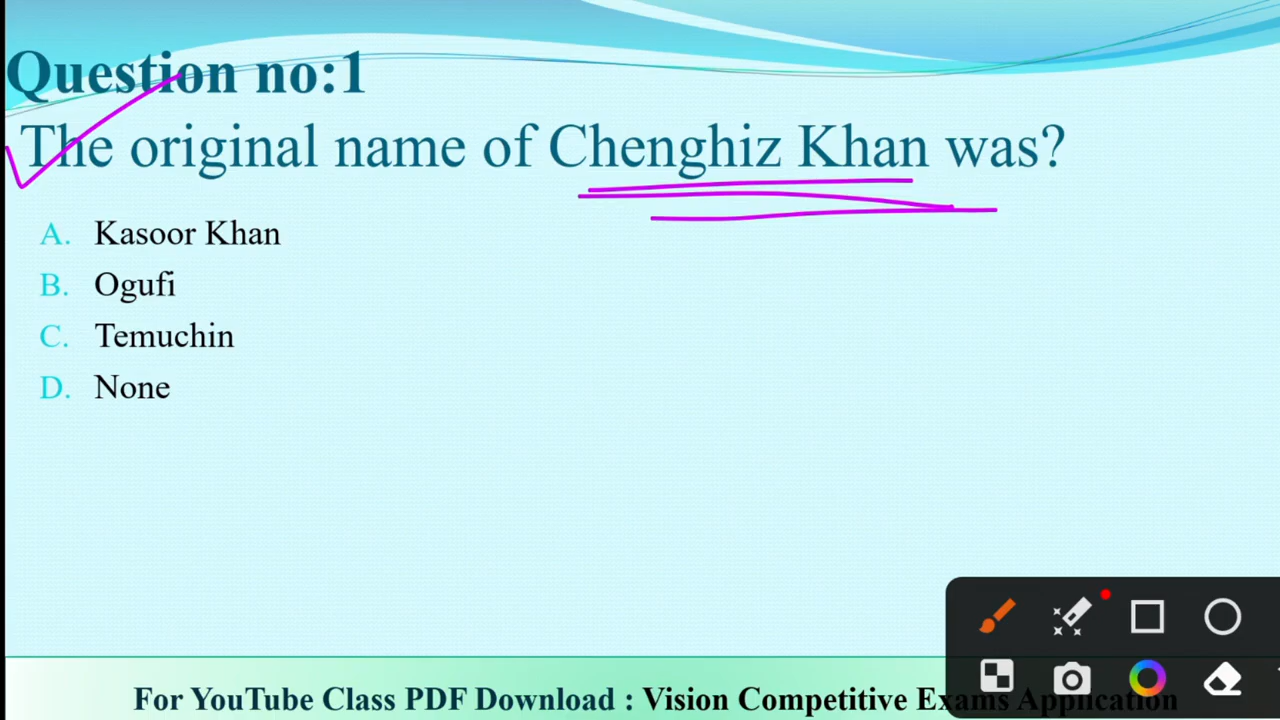 Question no:1
The original name of Chenghiz Khan was?
A. Kasoor Khan
B. Ogufi
C. Temuchin
D. None
For YouTube Class PDF Download : Vision Competitive Exams Application